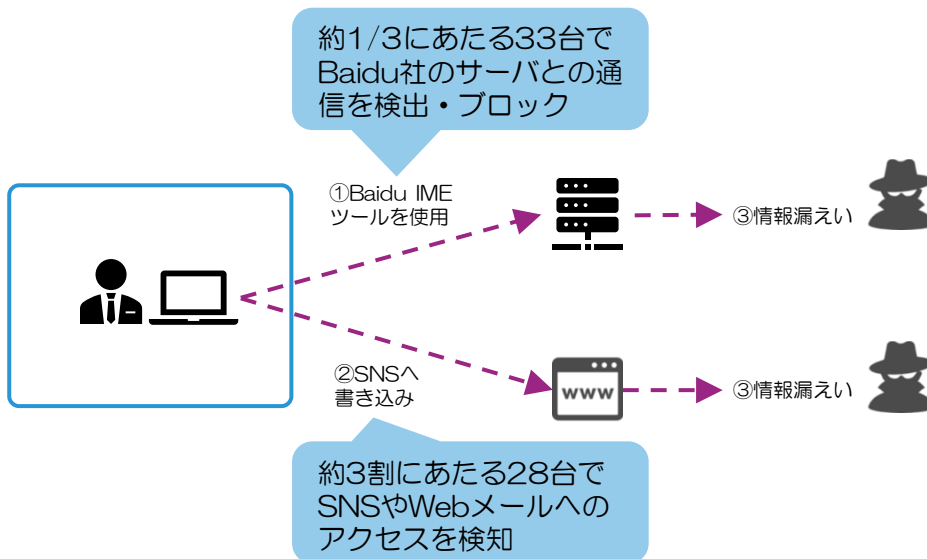 約1/3にあたる33台で
Baidu社のサーバとの通
信を検出・ブロック
①Baidu IME
ツールを使用
③情報漏えい
②SNSへ
書き込み
www
③情報漏えい
約3割にあたる28台で
SNSやWebメールへの
アクセスを検知